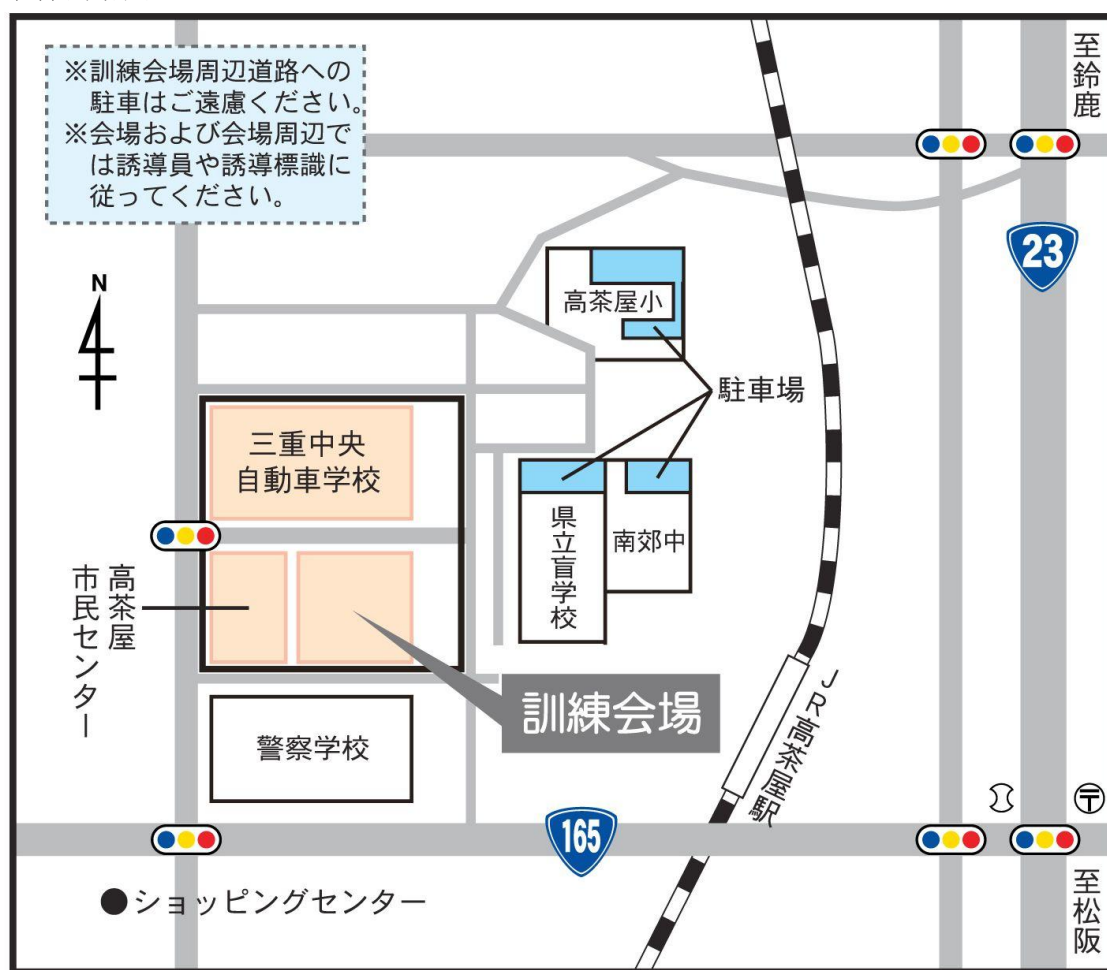 ※訓練会場周辺道路への
駐車はご遠慮ください。
※会場および会場周辺で
は誘導員や誘導標識に
従ってください。
至鈴鹿
23
N
高茶屋小
駐車場
三重中央
自動車学校
県立盲学校
南郊中
高茶屋
市民センター
訓練会場
警察学校
JR高茶屋駅
165
〒
●ショッピングセンター
至松阪